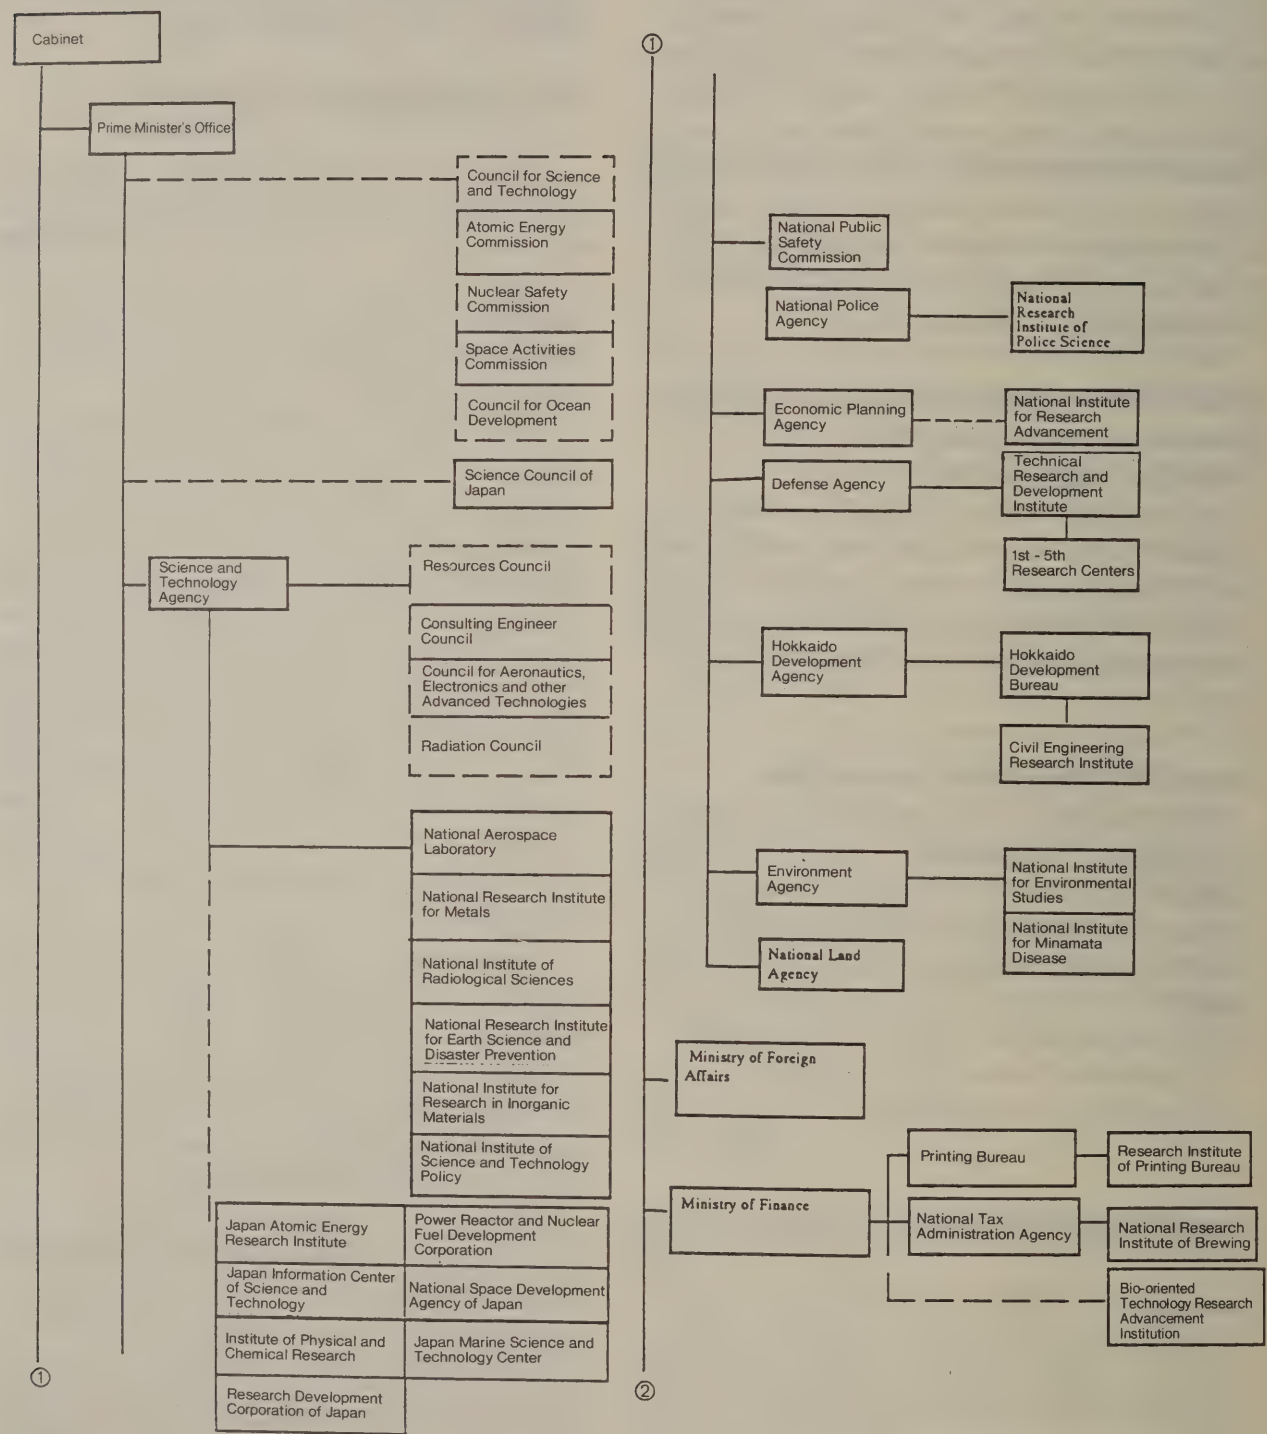 Cabinet
Prime Minister's Office
Council for Science
and Technology
Atomic Energy
Commission
Nuclear Safety
Commission
Space Activities
Commission
Council for Ocean
Development
Science Council of
Japan
Science and
Technology
Agency
Resources Council
Consulting Engineer
Council
Council for Aeronautics,
Electronics and other
Advanced Technologies
Radiation Council
National Aerospace
Laboratory
National Research Institute
for Metals
National Institute of
Radiological Sciences
National Research Institute
for Earth Science and
Disaster Prevention
National Institute for
Research in Inorganic
Materials
National Institute of
Science and Technology
Policy
Japan Atomic Energy
Research Institute
Power Reactor and Nuclear
Fuel Development
Corporation
Japan Information Center
of Science and
Technology
National Space Development
Agency of Japan
Institute of Physical and
Chemical Research
Japan Marine Science and
Technology Center
Research Development
Corporation of Japan
①
①
National Public
Safety
Commission
National Police
Agency
National
Research
Institute of
Police Science
Economic Planning
Agency
National Institute
for Research
Advancement
Defense Agency
Technical
Research and
Development
Institute
1st - 5th
Research Centers
Hokkaido
Development
Agency
Hokkaido
Development
Bureau
Civil Engineering
Research Institute
Environment
Agency
National Institute
for Environmental
Studies
National Institute
for Minamata
Disease
National Land
Agency
Ministry of Foreign
Affairs
Ministry of Finance
Printing Bureau
Research Institute
of Printing Bureau
National Tax
Administration Agency
National Research
Institute of Brewing
Bio-oriented
Technology Research
Advancement
Institution
②